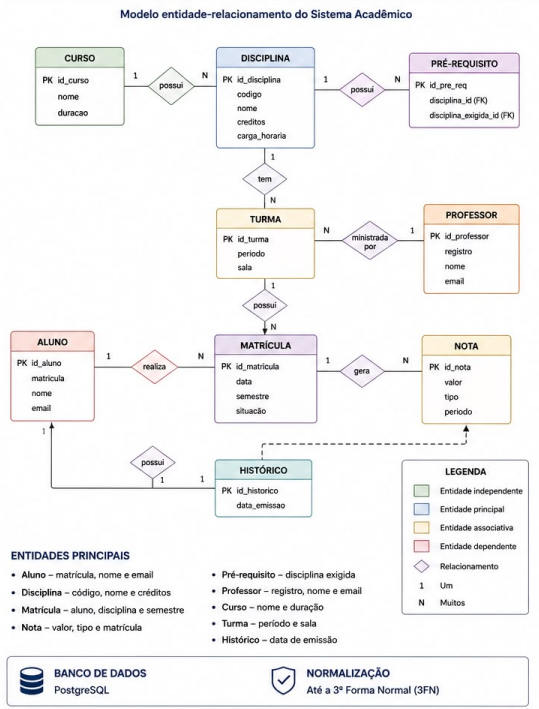 Modelo entidade-relacionamento do Sistema Acadêmico
CURSO
PK id_curso
nome
duracao
1
possui
N
DISCIPLINA
PK id_disciplina
codigo
nome
creditos
carga_horaria
1
possui
N
PRÉ-REQUISITO
PK id_pre_req
disciplina_id (FK)
disciplina_exigida_id (FK)
1
tem
N
TURMA
PK id_turma
periodo
sala
N
ministrada
por
1
PROFESSOR
PK id_professor
registro
nome
email
1
possui
N
ALUNO
PK id_aluno
matricula
nome
email
1
realiza
N
MATRÍCULA
PK id_matricula
data
semestre
situacão
1
gera
N
NOTA
PK id_nota
valor
tipo
periodo
1
possui
1
1
HISTÓRICO
PK id_historico
data_emissao
LEGENDA
Entidade independente
Entidade principal
Entidade associativa
Entidade dependente
Relacionamento
1 Um
N Muitos
ENTIDADES PRINCIPAIS
• Aluno – matrícula, nome e email
• Disciplina – código, nome e créditos
• Matrícula – aluno, disciplina e semestre
• Nota – valor, tipo e matrícula
• Pré-requisito – disciplina exigida
• Professor – registro, nome e email
• Curso – nome e duração
• Turma – período e sala
• Histórico – data de emissão
BANCO DE DADOS
PostgreSQL
NORMALIZAÇÃO
Até a 3ª Forma Normal (3FN)